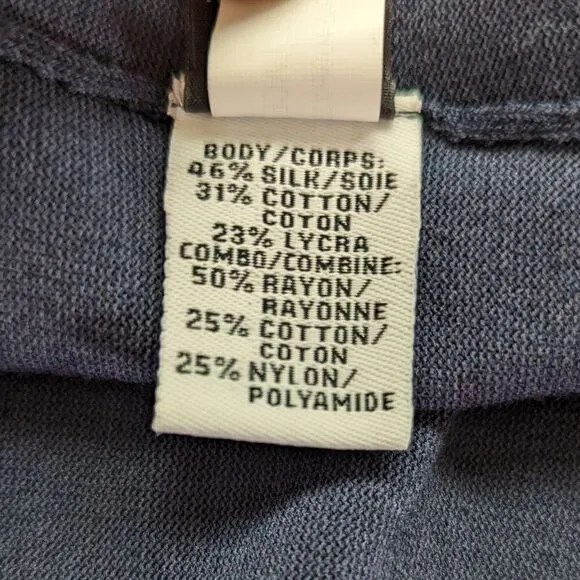 BODY/CORPS:
46% SILK/SOIE
31% COTTON/
COTON
23% LYCRA
COMBO/COMBINE:
50% RAYON/
RAYONNE
25% COTTON/
COTON
25% NYLON/
POLYAMIDE